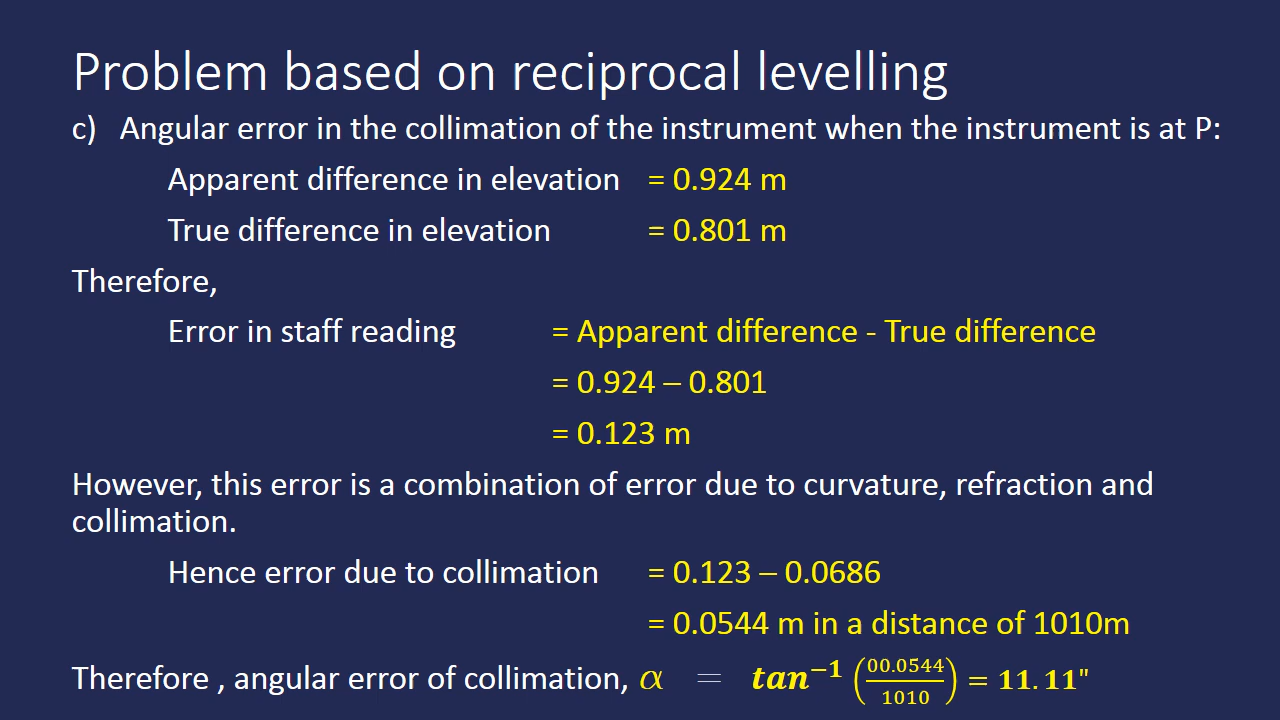 Problem based on reciprocal levelling
c) Angular error in the collimation of the instrument when the instrument is at P:
Apparent difference in elevation = 0.924 m
True difference in elevation = 0.801 m
Therefore,
Error in staff reading = Apparent difference - True difference
= 0.924 – 0.801
= 0.123 m
However, this error is a combination of error due to curvature, refraction and
collimation.
Hence error due to collimation = 0.123 – 0.0686
= 0.0544 m in a distance of 1010m
Therefore , angular error of collimation, α = tan⁻¹ (00.0544/1010) = 11.11"